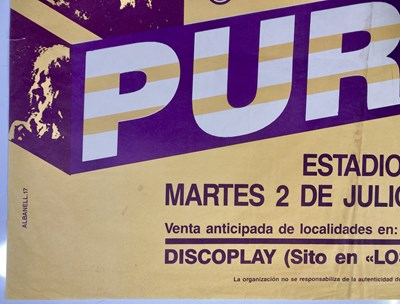 PUR
ESTADIO
MARTES 2 DE JULIO
Venta anticipada de localidades en:
DISCOPLAY (Sito en «LOS
La organización no se responsabiliza de la autenticidad de
ALBANELL.17